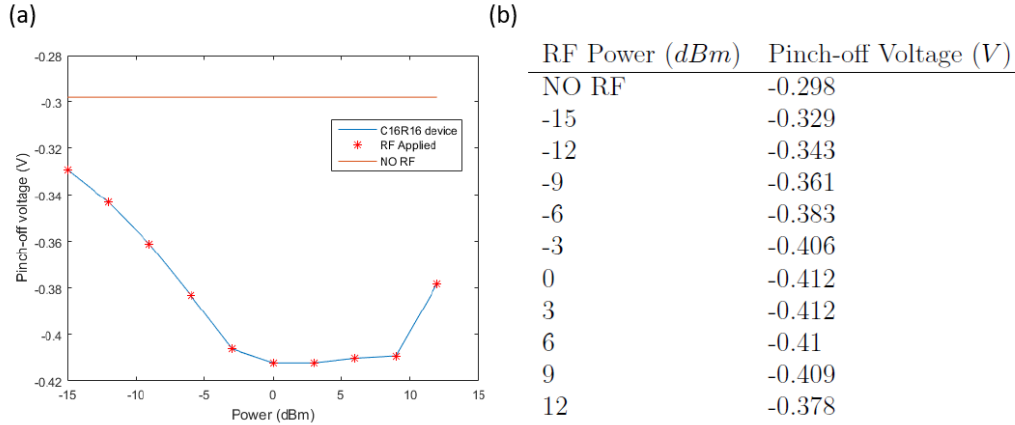 (a)
-0.28
-0.3
-0.32
-0.34
-0.36
-0.38
-0.4
-0.42
Pinch-off voltage (V)
C16R16 device
RF Applied
NO RF
-15 -10 -5 0 5 10 15
Power (dBm)
(b)
RF Power (dBm) Pinch-off Voltage (V)
NO RF -0.298
-15 -0.329
-12 -0.343
-9 -0.361
-6 -0.383
-3 -0.406
0 -0.412
3 -0.412
6 -0.41
9 -0.409
12 -0.378